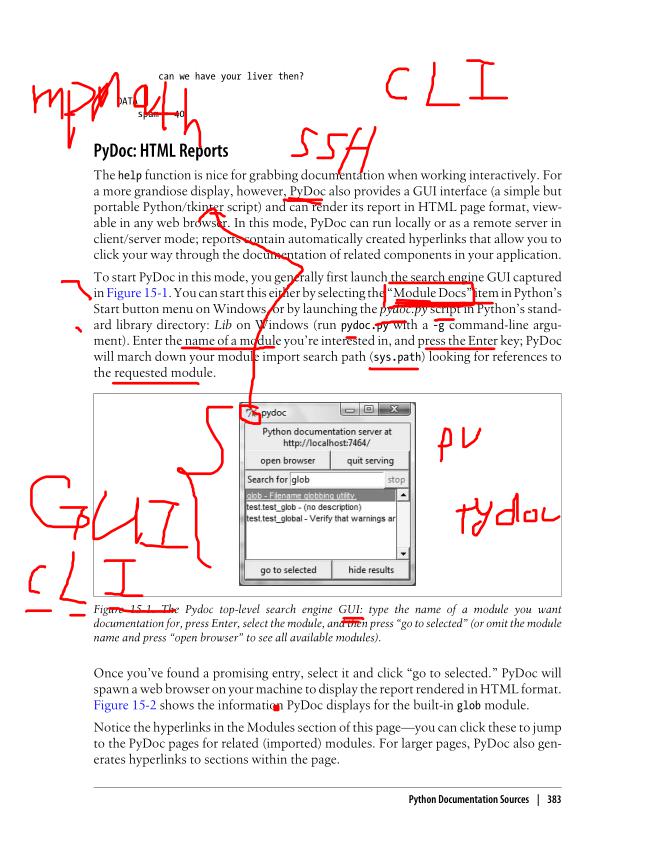 can we have your liver then?
CLI
DATA
SSH
PyDoc: HTML Reports
The help function is nice for grabbing documentation when working interactively. For
a more grandiose display, however, PyDoc also provides a GUI interface (a simple but
portable Python/tkinter script) and can render its report in HTML page format, view-
able in any web browser. In this mode, PyDoc can run locally or as a remote server in
client/server mode; reports contain automatically created hyperlinks that allow you to
click your way through the documentation of related components in your application.
To start PyDoc in this mode, you generally first launch the search engine GUI captured
in Figure 15-1. You can start this either by selecting the “Module Docs” item in Python’s
Start button menu on Windows, or by launching the pydoc.py script in Python’s stand-
ard library directory: Lib on Windows (run pydoc.py with a -g command-line argu-
ment). Enter the name of a module you’re interested in, and press the Enter key; PyDoc
will march down your module import search path (sys.path) looking for references to
the requested module.
pydoc
Python documentation server at
http://localhost:7464/
open browser quit serving
Search for glob stop
glob - Filename globbing utility.
test.test_glob - (no description)
test.test_global - Verify that warnings ar
go to selected hide results
GUI
CLI
Figure 15-1. The Pydoc top-level search engine GUI: type the name of a module you want
documentation for, press Enter, select the module, and then press “go to selected” (or omit the module
name and press “open browser” to see all available modules).
Once you’ve found a promising entry, select it and click “go to selected.” PyDoc will
spawn a web browser on your machine to display the report rendered in HTML format.
Figure 15-2 shows the information PyDoc displays for the built-in glob module.
Notice the hyperlinks in the Modules section of this page—you can click these to jump
to the PyDoc pages for related (imported) modules. For larger pages, PyDoc also gen-
erates hyperlinks to sections within the page.
Python Documentation Sources | 383